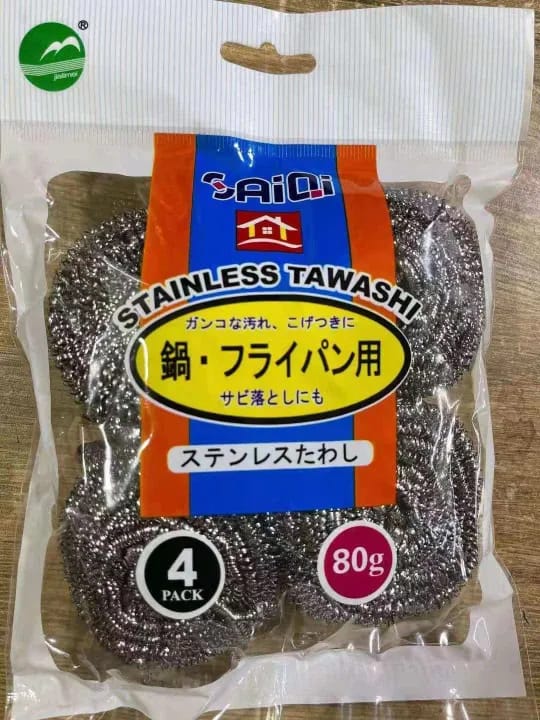 ®
SAiQi
STAINLESS TAWASHI
ガンコな汚れ、こげつきに
鍋・フライパン用
サビ落としにも
ステンレスたわし
4
PACK
80g